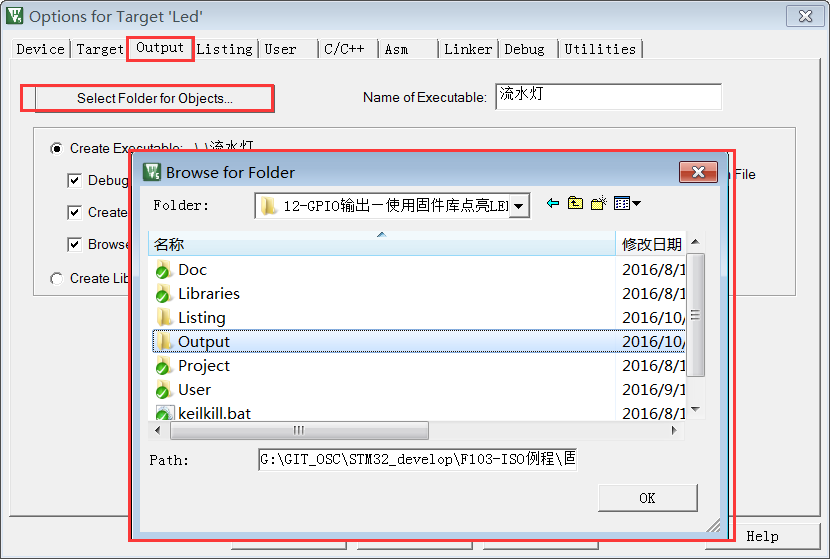 Options for Target 'Led'
Device Target Output Listing User C/C++ Asm Linker Debug Utilities
Select Folder for Objects...
Name of Executable: 流水灯
Create Executable: .\.\流水灯
Browse for Folder
Debug
File
Folder: 12-GPIO输出—使用固件库点亮LE
Create
名称 修改日期
Browse
Doc 2016/8/1
Create Lib
Libraries 2016/8/1
Listing 2016/10/
Output 2016/10/
Project 2016/8/1
User 2016/9/1
keilkill.bat 2016/8/1
Path: G:\GIT_OSC\STM32_develop\F103-ISO例程\固
OK
Help